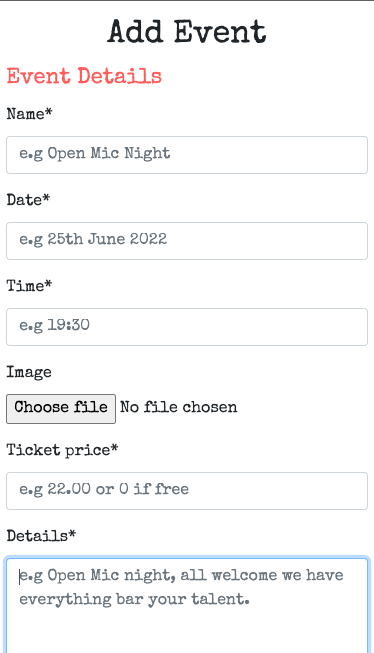 Add Event
Event Details
Name*
e.g Open Mic Night
Date*
e.g 25th June 2022
Time*
e.g 19:30
Image
Choose file No file chosen
Ticket price*
e.g 22.00 or 0 if free
Details*
e.g Open Mic night, all welcome we have
everything bar your talent.